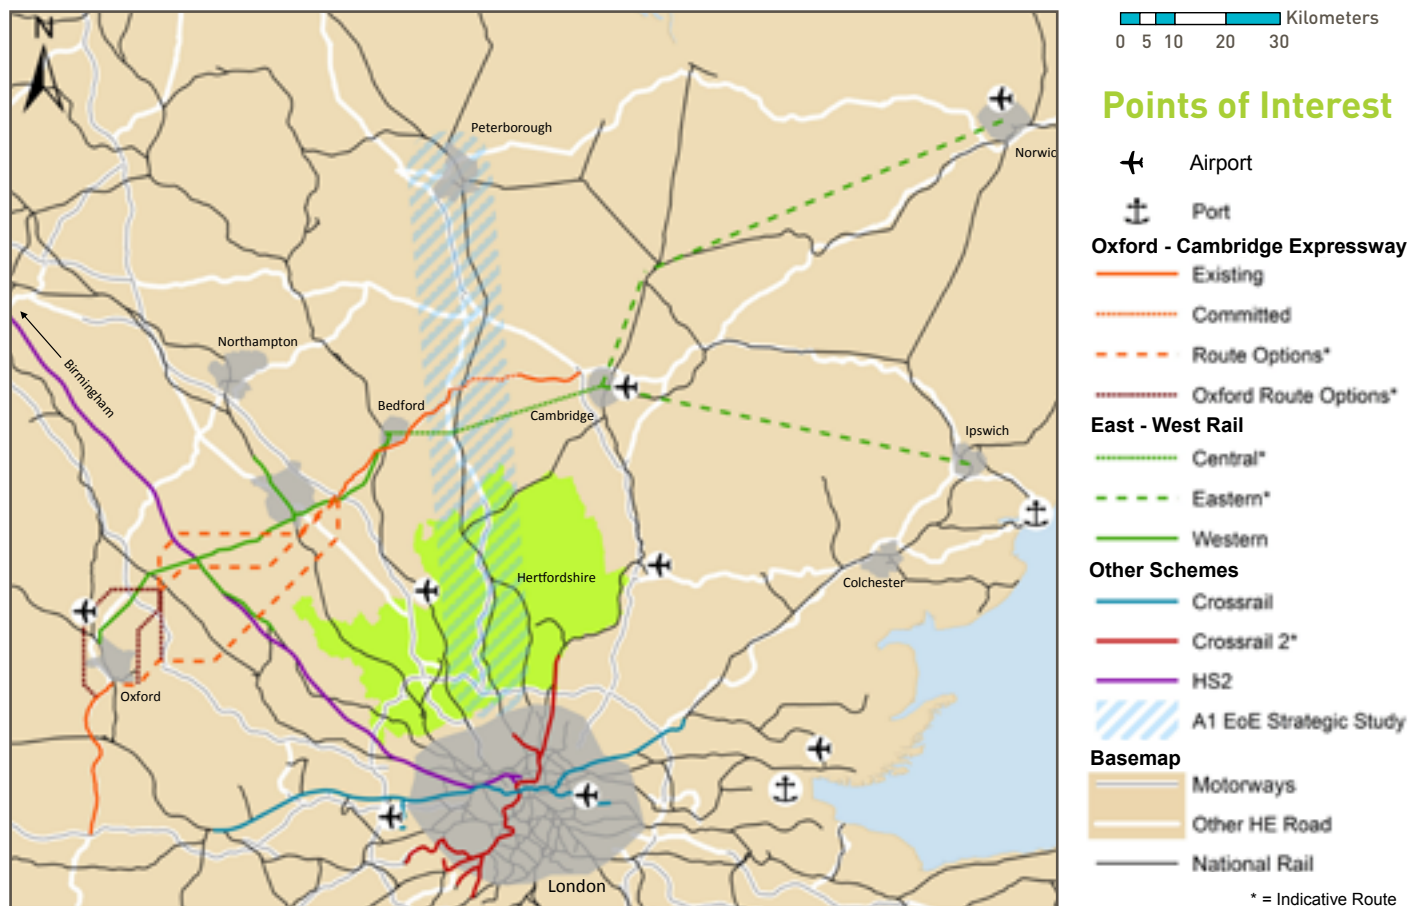 N
Peterborough
Norwic
Northampton
Birmingham
Bedford
Cambridge
Ipswich
Hertfordshire
Colchester
Oxford
London
Kilometers
0 5 10 20 30
Points of Interest
Airport
Port
Oxford - Cambridge Expressway
Existing
Committed
Route Options*
Oxford Route Options*
East - West Rail
Central*
Eastern*
Western
Other Schemes
Crossrail
Crossrail 2*
HS2
A1 EoE Strategic Study
Basemap
Motorways
Other HE Road
National Rail
* = Indicative Route